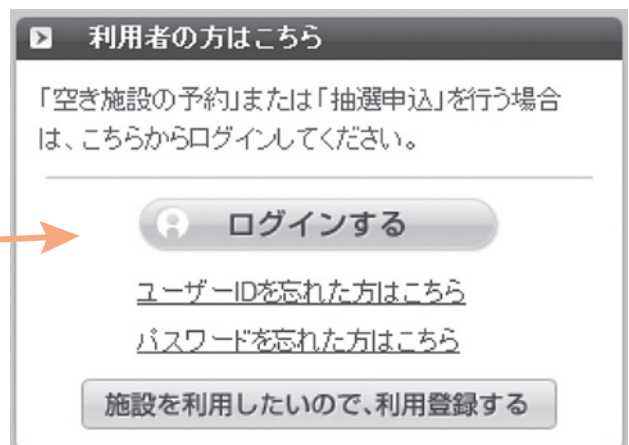 利用者の方はこちら
「空き施設の予約」または「抽選申込」を行う場合
は、こちらからログインしてください。
ログインする
ユーザーIDを忘れた方はこちら
パスワードを忘れた方はこちら
施設を利用したいので、利用登録する